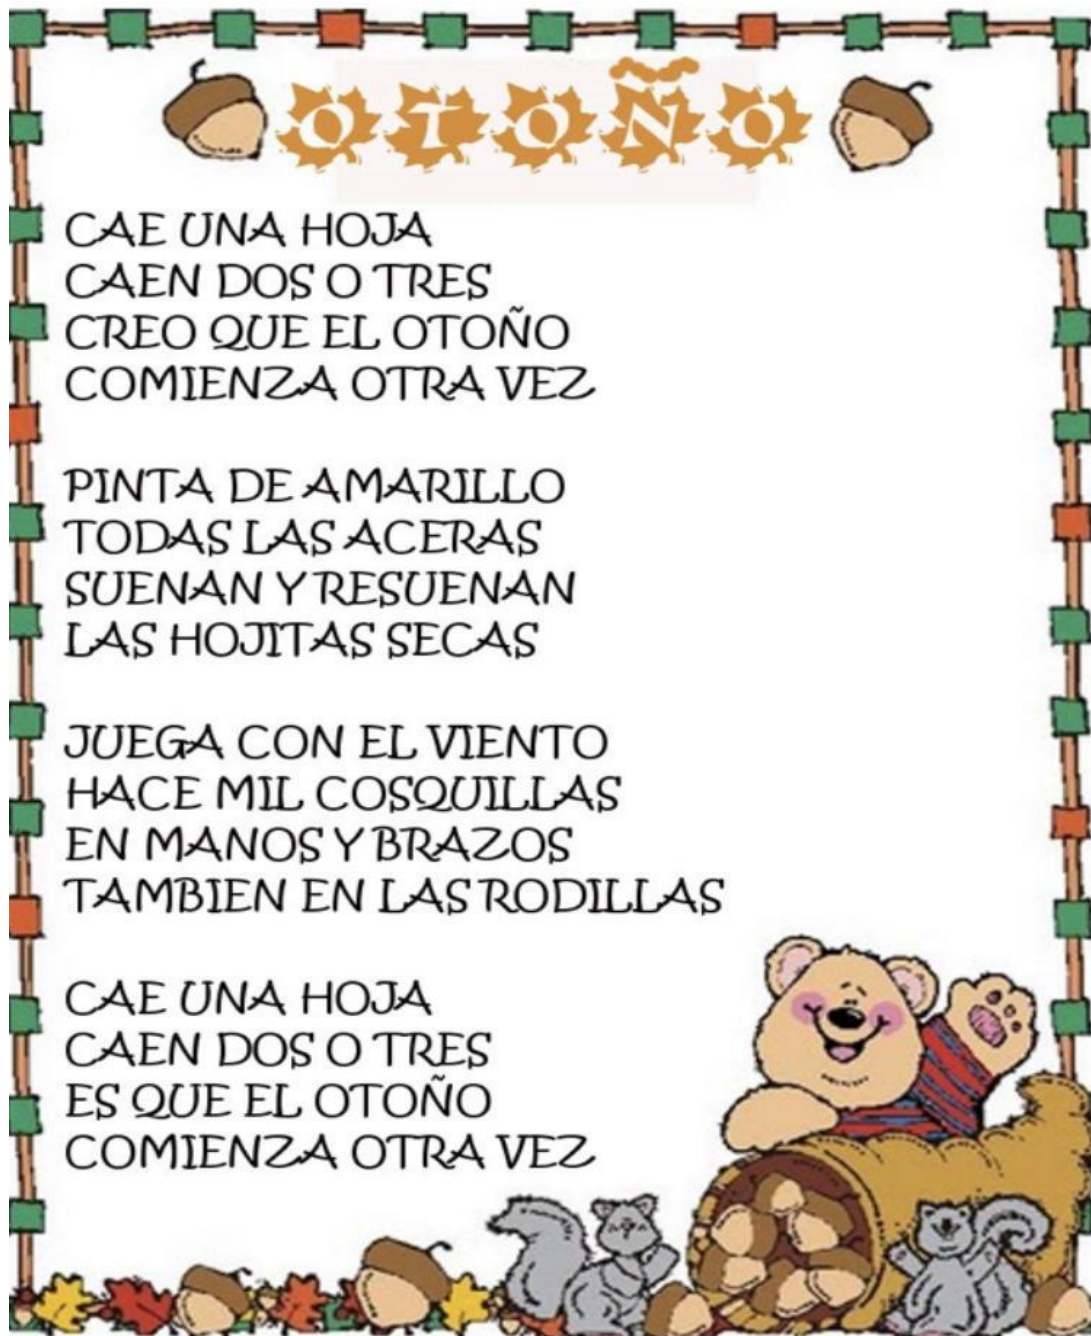 OTOÑO
CAE UNA HOJA
CAEN DOS O TRES
CREO QUE EL OTOÑO
COMIENZA OTRA VEZ
PINTA DE AMARILLO
TODAS LAS ACERAS
SUENAN Y RESUENAN
LAS HOJITAS SECAS
JUEGA CON EL VIENTO
HACE MIL COSQUILLAS
EN MANOS Y BRAZOS
TAMBIEN EN LAS RODILLAS
CAE UNA HOJA
CAEN DOS O TRES
ES QUE EL OTOÑO
COMIENZA OTRA VEZ